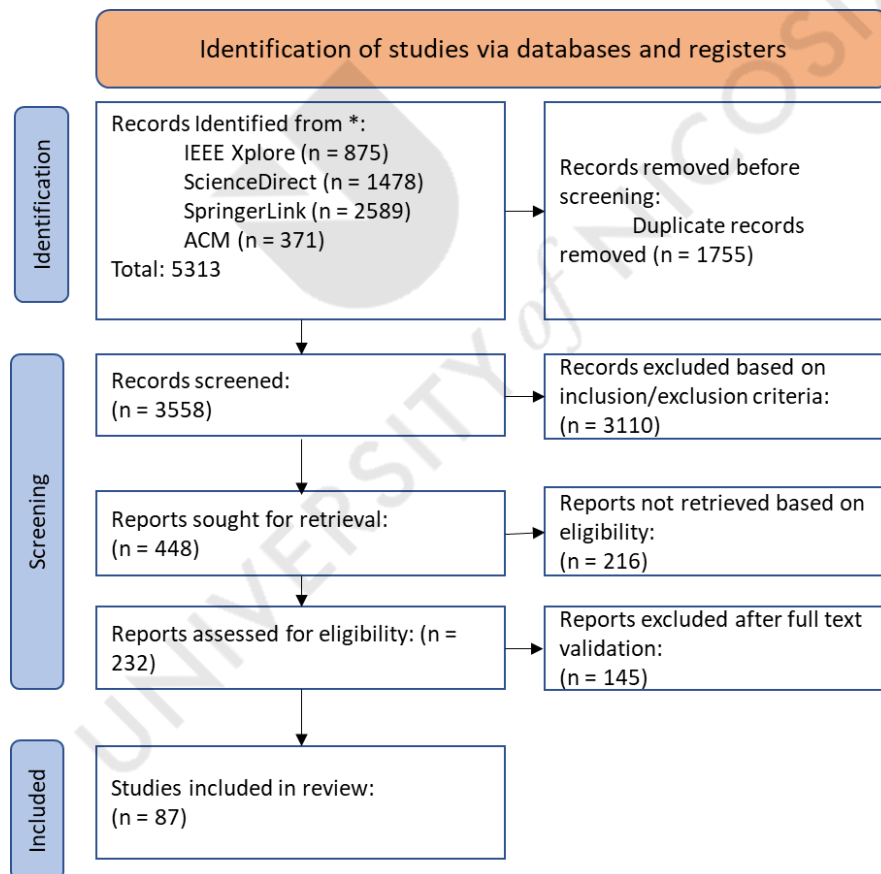 Identification of studies via databases and registers
Identification
Records Identified from *:
IEEE Xplore (n = 875)
ScienceDirect (n = 1478)
SpringerLink (n = 2589)
ACM (n = 371)
Total: 5313
Records removed before
screening:
Duplicate records
removed (n = 1755)
Screening
Records screened:
(n = 3558)
Records excluded based on
inclusion/exclusion criteria:
(n = 3110)
Reports sought for retrieval:
(n = 448)
Reports not retrieved based on
eligibility:
(n = 216)
Reports assessed for eligibility: (n =
232)
Reports excluded after full text
validation:
(n = 145)
Included
Studies included in review:
(n = 87)
UNIVERSITY of NICOSIA